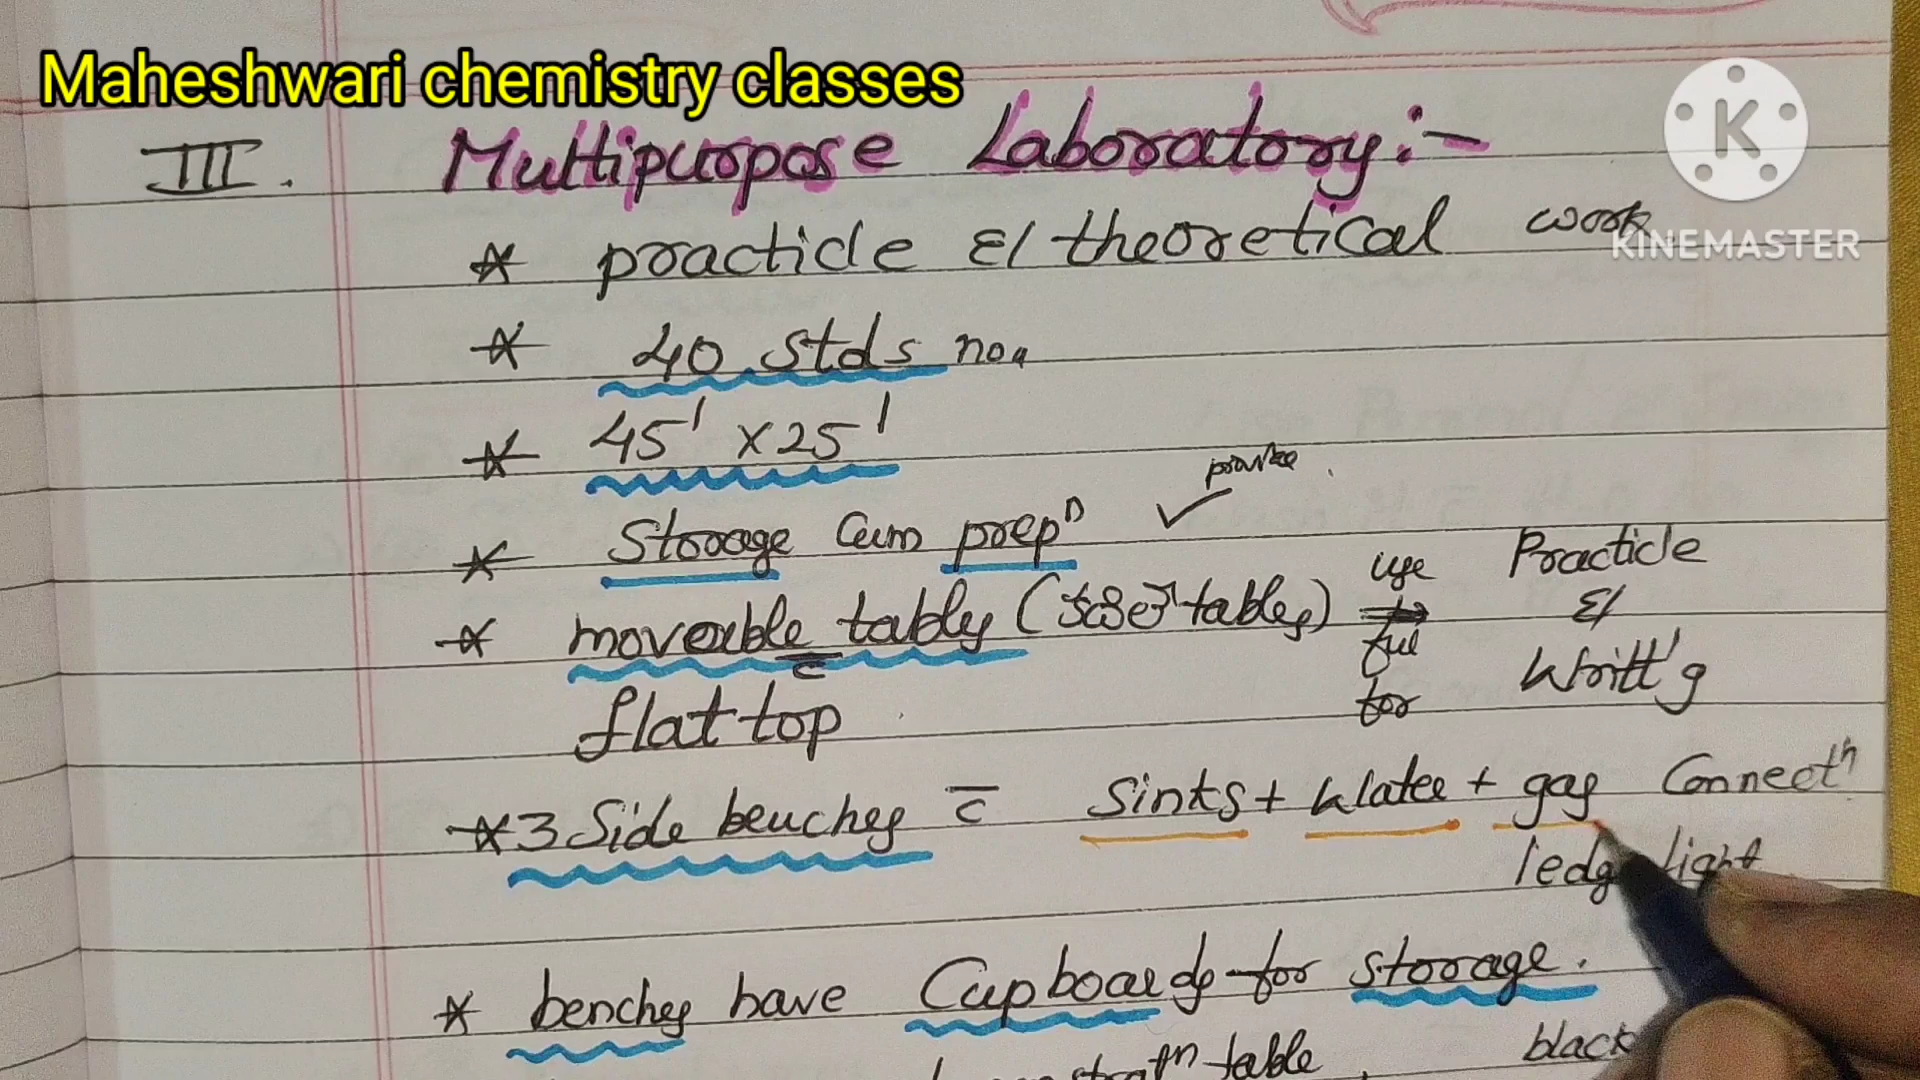 Maheshwari chemistry classes
III. Multipurpose Laboratory:-
KINEMASTER
* practicle & theoretical work
* 40 Stds no.
* 45' x 25'
* Storage Cum prepⁿ ✓
* moveable tably ( tables) use ful for Practicle & Writt'g
c̄ flat top
* 3 Side benches c̄ Sinks + Water + gas Connectⁿ
ledge light
* benches have Cupboards for storage.
table black